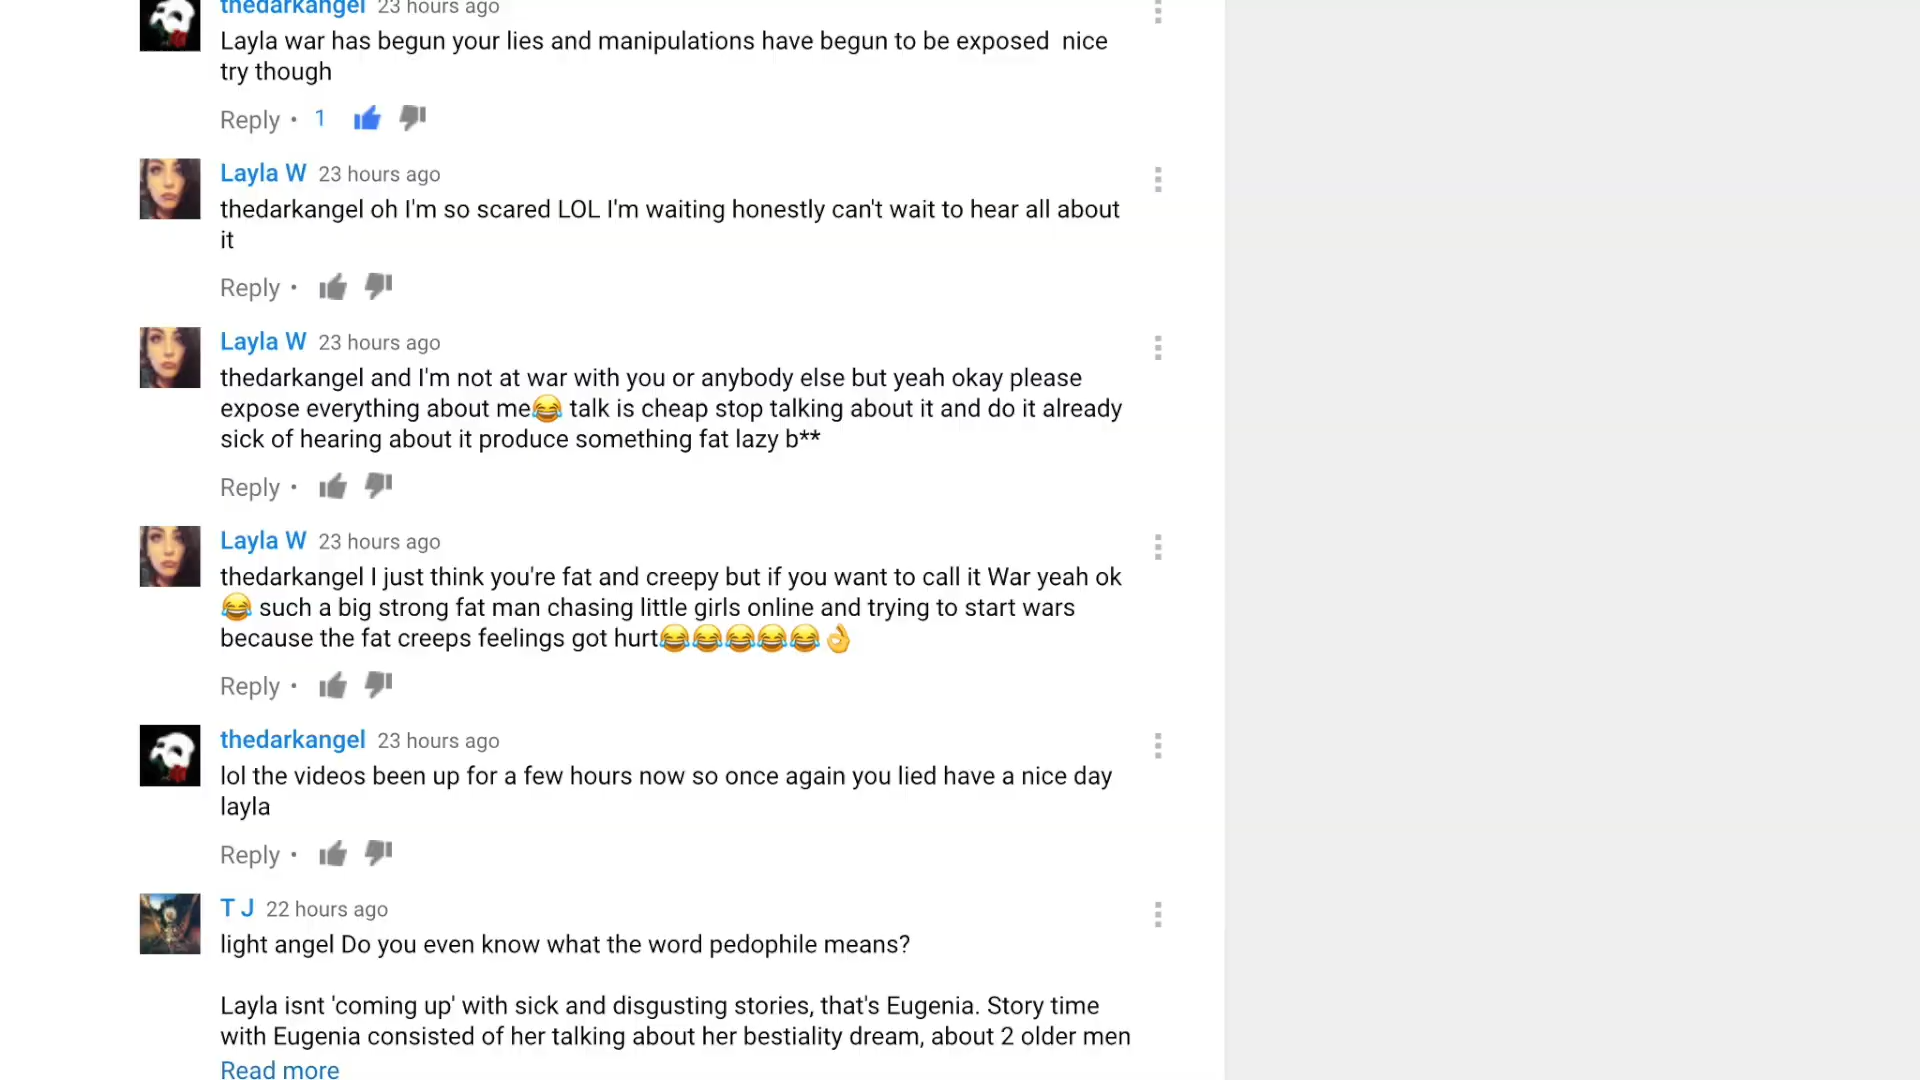 thedarkangel 23 hours ago
Layla war has begun your lies and manipulations have begun to be exposed  nice
try though
Reply • 1
Layla W 23 hours ago
thedarkangel oh I'm so scared LOL I'm waiting honestly can't wait to hear all about
it
Reply •
Layla W 23 hours ago
thedarkangel and I'm not at war with you or anybody else but yeah okay please
expose everything about me😂 talk is cheap stop talking about it and do it already
sick of hearing about it produce something fat lazy b**
Reply •
Layla W 23 hours ago
thedarkangel I just think you're fat and creepy but if you want to call it War yeah ok
😂 such a big strong fat man chasing little girls online and trying to start wars
because the fat creeps feelings got hurt😂😂😂😂😂👌
Reply •
thedarkangel 23 hours ago
lol the videos been up for a few hours now so once again you lied have a nice day
layla
Reply •
T J 22 hours ago
light angel Do you even know what the word pedophile means?
Layla isnt 'coming up' with sick and disgusting stories, that's Eugenia. Story time
with Eugenia consisted of her talking about her bestiality dream, about 2 older men
Read more